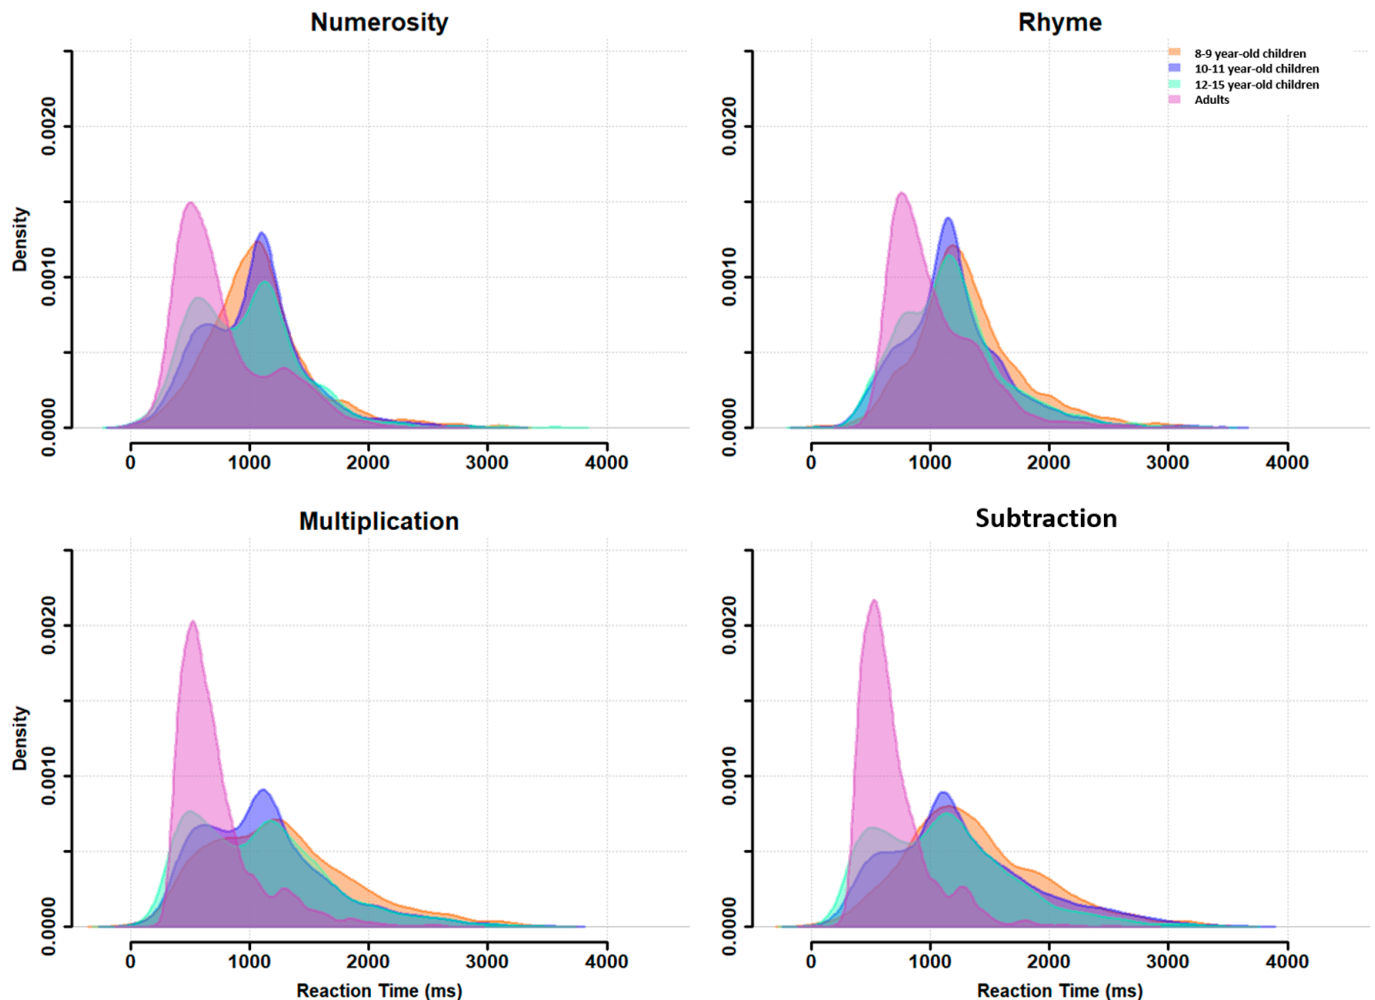 Numerosity
Density
0.0020
0.0010
0.0000
0 1000 2000 3000 4000
Rhyme
8-9 year-old children
10-11 year-old children
12-15 year-old children
Adults
0.0020
0.0010
0.0000
0 1000 2000 3000 4000
Multiplication
Density
0.0020
0.0010
0.0000
0 1000 2000 3000 4000
Reaction Time (ms)
Subtraction
0.0020
0.0010
0.0000
0 1000 2000 3000 4000
Reaction Time (ms)